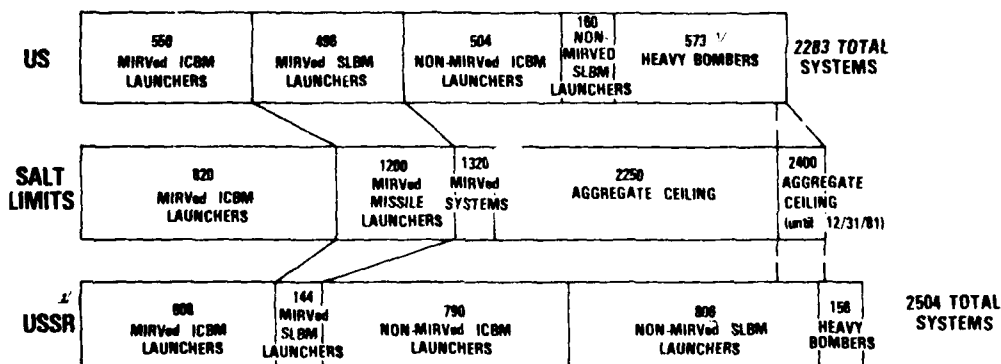 US
550
MIRVed ICBM
LAUNCHERS
496
MIRVed SLBM
LAUNCHERS
504
NON-MIRVed ICBM
LAUNCHERS
160
NON-
MIRVED
SLBM
LAUNCHERS
573 1/
HEAVY BOMBERS
2283 TOTAL
SYSTEMS
SALT
LIMITS
820
MIRVed ICBM
LAUNCHERS
1200
MIRVed
MISSILE
LAUNCHERS
1320
MIRVed
SYSTEMS
2250
AGGREGATE CEILING
2400
AGGREGATE
CEILING
(until 12/31/81)
USSR
608
MIRVed ICBM
LAUNCHERS
144
MIRVed
SLBM
LAUNCHERS
790
NON-MIRVed ICBM
LAUNCHERS
806
NON-MIRVed SLBM
LAUNCHERS
156
HEAVY
BOMBERS
2504 TOTAL
SYSTEMS